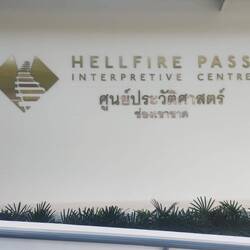 HELLFIRE PASS
INTERPRETIVE CENTRE
ศูนย์ประวัติศาสตร์
ช่องเขาขาด